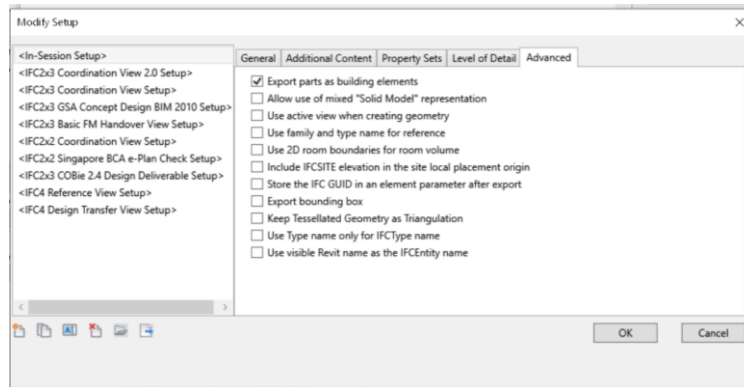 Modify Setup
<In-Session Setup>
<IFC2x3 Coordination View 2.0 Setup>
<IFC2x3 Coordination View Setup>
<IFC2x3 GSA Concept Design BIM 2010 Setup>
<IFC2x3 Basic FM Handover View Setup>
<IFC2x2 Coordination View Setup>
<IFC2x2 Singapore BCA e-Plan Check Setup>
<IFC2x3 COBie 2.4 Design Deliverable Setup>
<IFC4 Reference View Setup>
<IFC4 Design Transfer View Setup>
General Additional Content Property Sets Level of Detail Advanced
Export parts as building elements
Allow use of mixed "Solid Model" representation
Use active view when creating geometry
Use family and type name for reference
Use 2D room boundaries for room volume
Include IFCSITE elevation in the site local placement origin
Store the IFC GUID in an element parameter after export
Export bounding box
Keep Tessellated Geometry as Triangulation
Use Type name only for IFCType name
Use visible Revit name as the IFCEntity name
OK Cancel